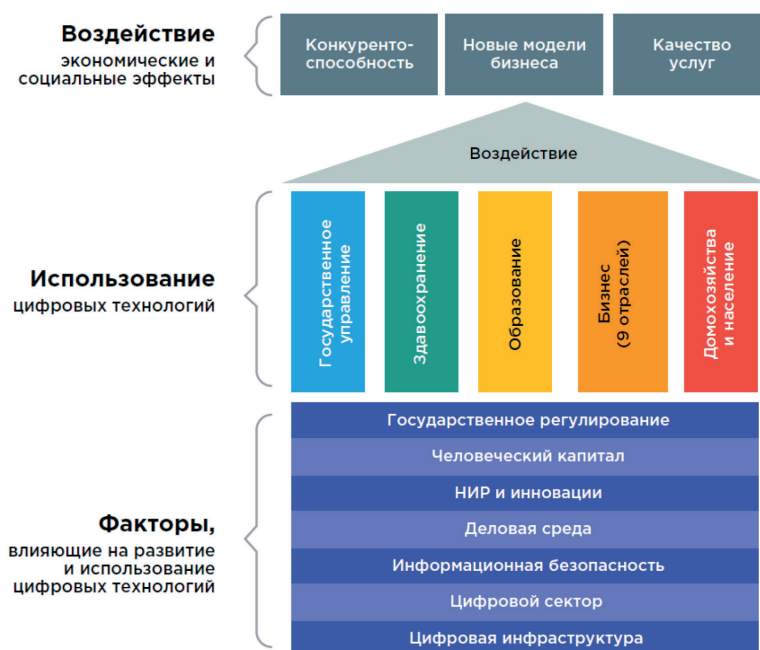 Воздействие
экономические и
социальные эффекты
Конкуренто-
способность
Новые модели
бизнеса
Качество
услуг
Воздействие
Использование
цифровых технологий
Государственное
управление
Здавоохранение
Образование
Бизнес
(9 отраслей)
Домохозяйства
и население
Факторы,
влияющие на развитие
и использование
цифровых технологий
Государственное регулирование
Человеческий капитал
НИР и инновации
Деловая среда
Информационная безопасность
Цифровой сектор
Цифровая инфраструктура